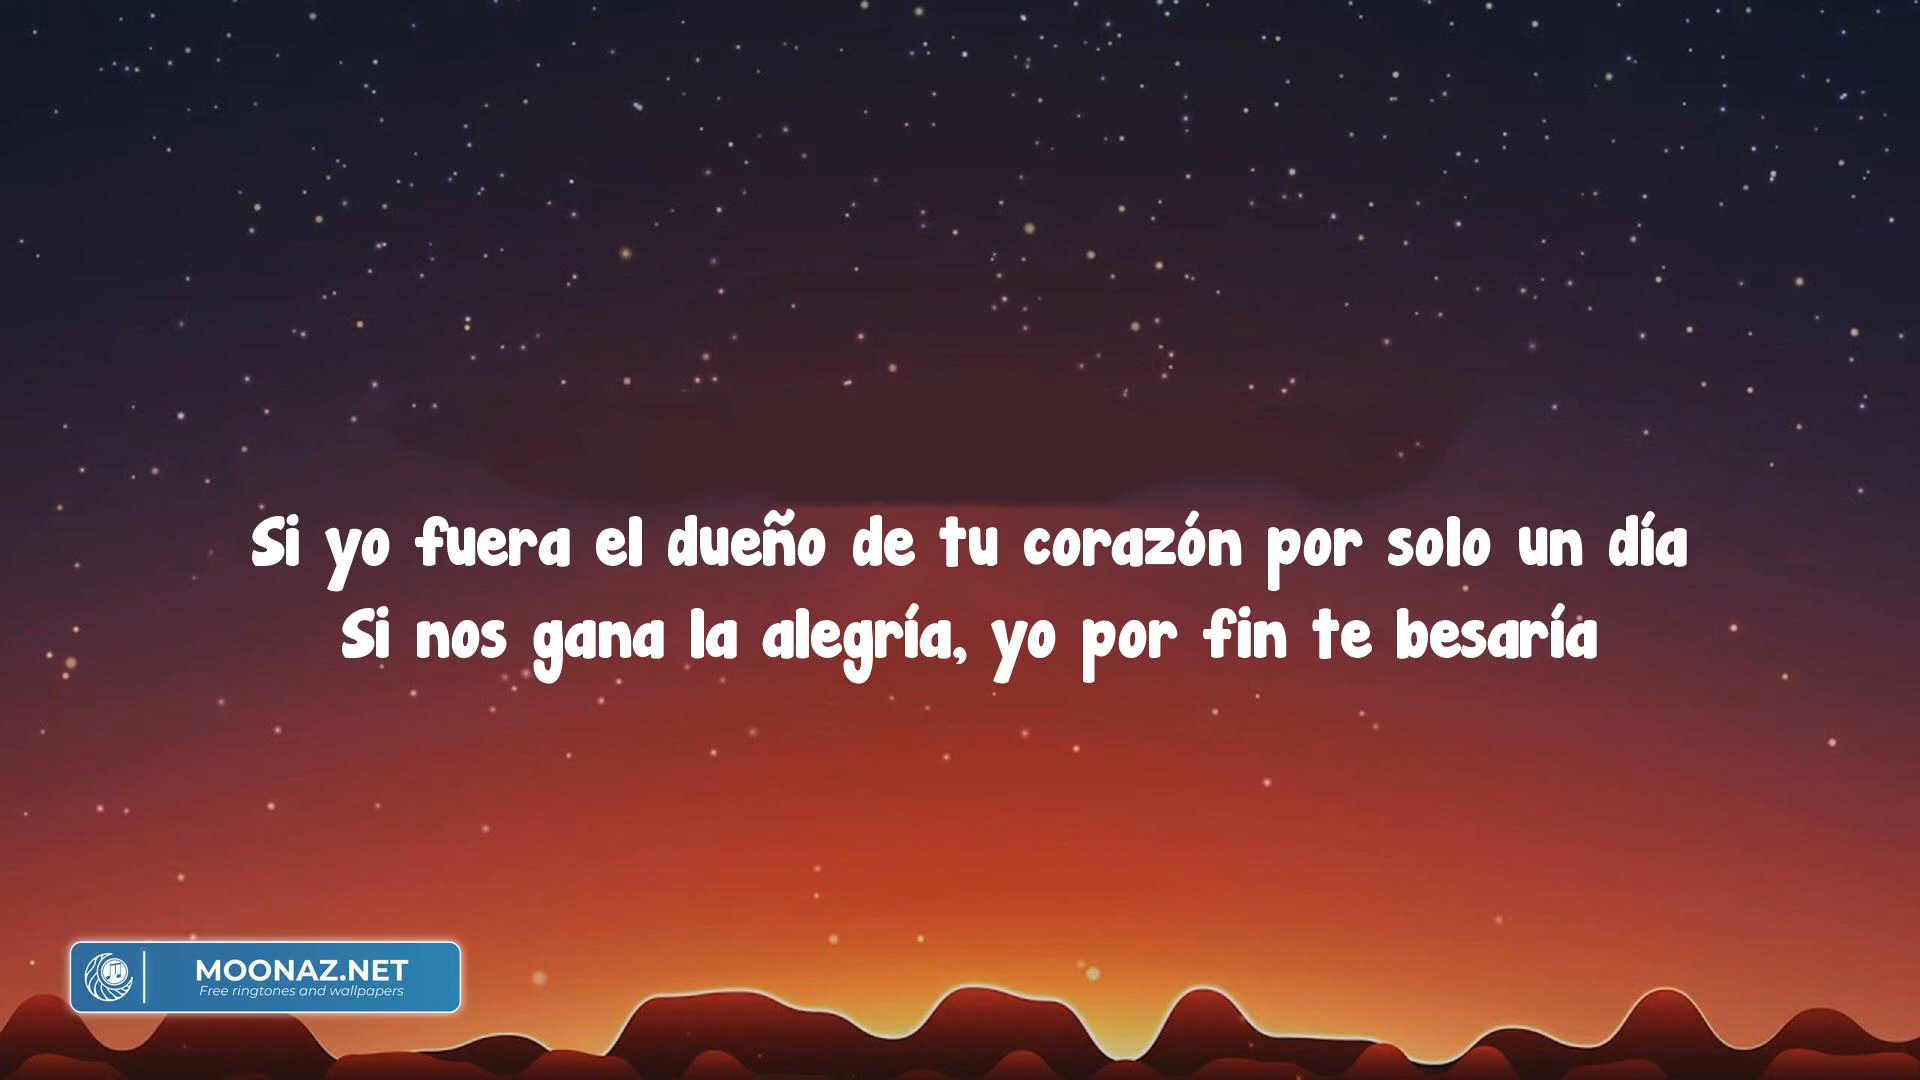 Si yo fuera el dueño de tu corazón por solo un día
Si nos gana la alegría, yo por fin te besaría
MOONAZ.NET
Free ringtones and wallpapers